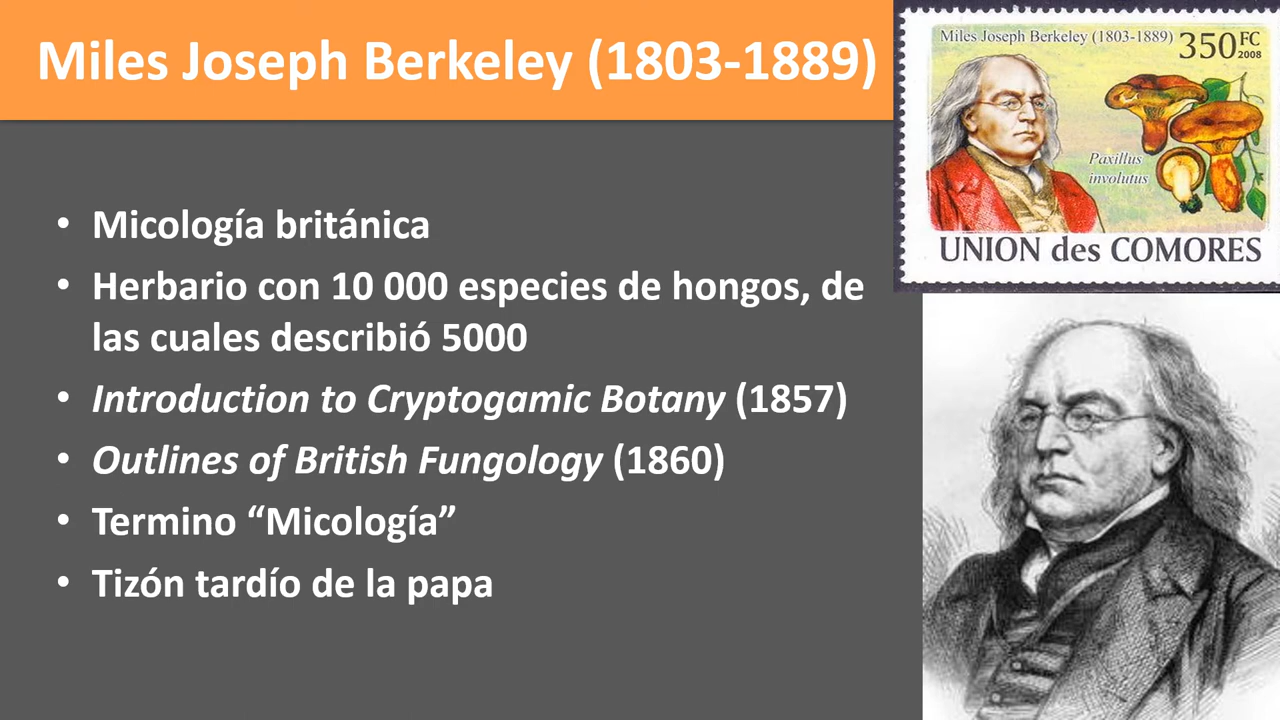 Miles Joseph Berkeley (1803-1889)
• Micología británica
• Herbario con 10 000 especies de hongos, de
las cuales describió 5000
• Introduction to Cryptogamic Botany (1857)
• Outlines of British Fungology (1860)
• Termino “Micología”
• Tizón tardío de la papa
Miles Joseph Berkeley (1803-1889)
350 FC
2008
Paxillus
involutus
UNION des COMORES